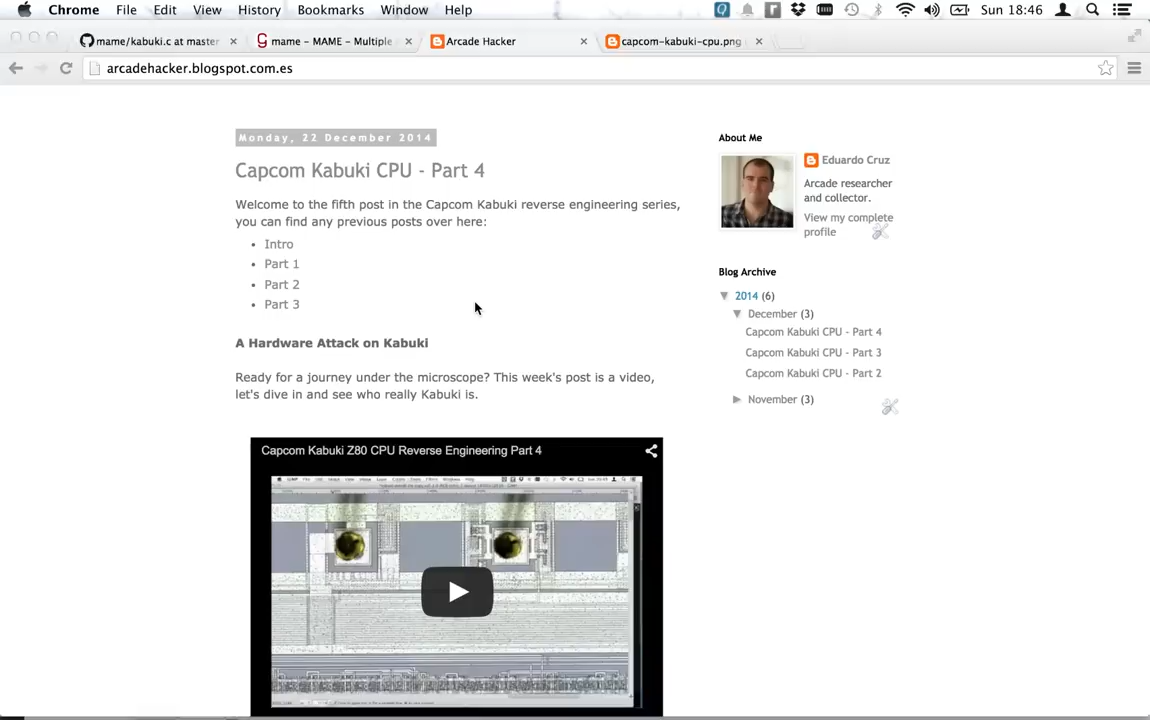 Chrome File Edit View History Bookmarks Window Help Sun 18:46
mame/kabuki.c at master mame - MAME - Multiple Arcade Hacker capcom-kabuki-cpu.png
arcadehacker.blogspot.com.es
Monday, 22 December 2014
Capcom Kabuki CPU - Part 4
Welcome to the fifth post in the Capcom Kabuki reverse engineering series,
you can find any previous posts over here:
Intro
Part 1
Part 2
Part 3
A Hardware Attack on Kabuki
Ready for a journey under the microscope? This week's post is a video,
let's dive in and see who really Kabuki is.
Capcom Kabuki Z80 CPU Reverse Engineering Part 4
About Me
Eduardo Cruz
Arcade researcher
and collector.
View my complete
profile
Blog Archive
▼ 2014 (6)
▼ December (3)
Capcom Kabuki CPU - Part 4
Capcom Kabuki CPU - Part 3
Capcom Kabuki CPU - Part 2
► November (3)